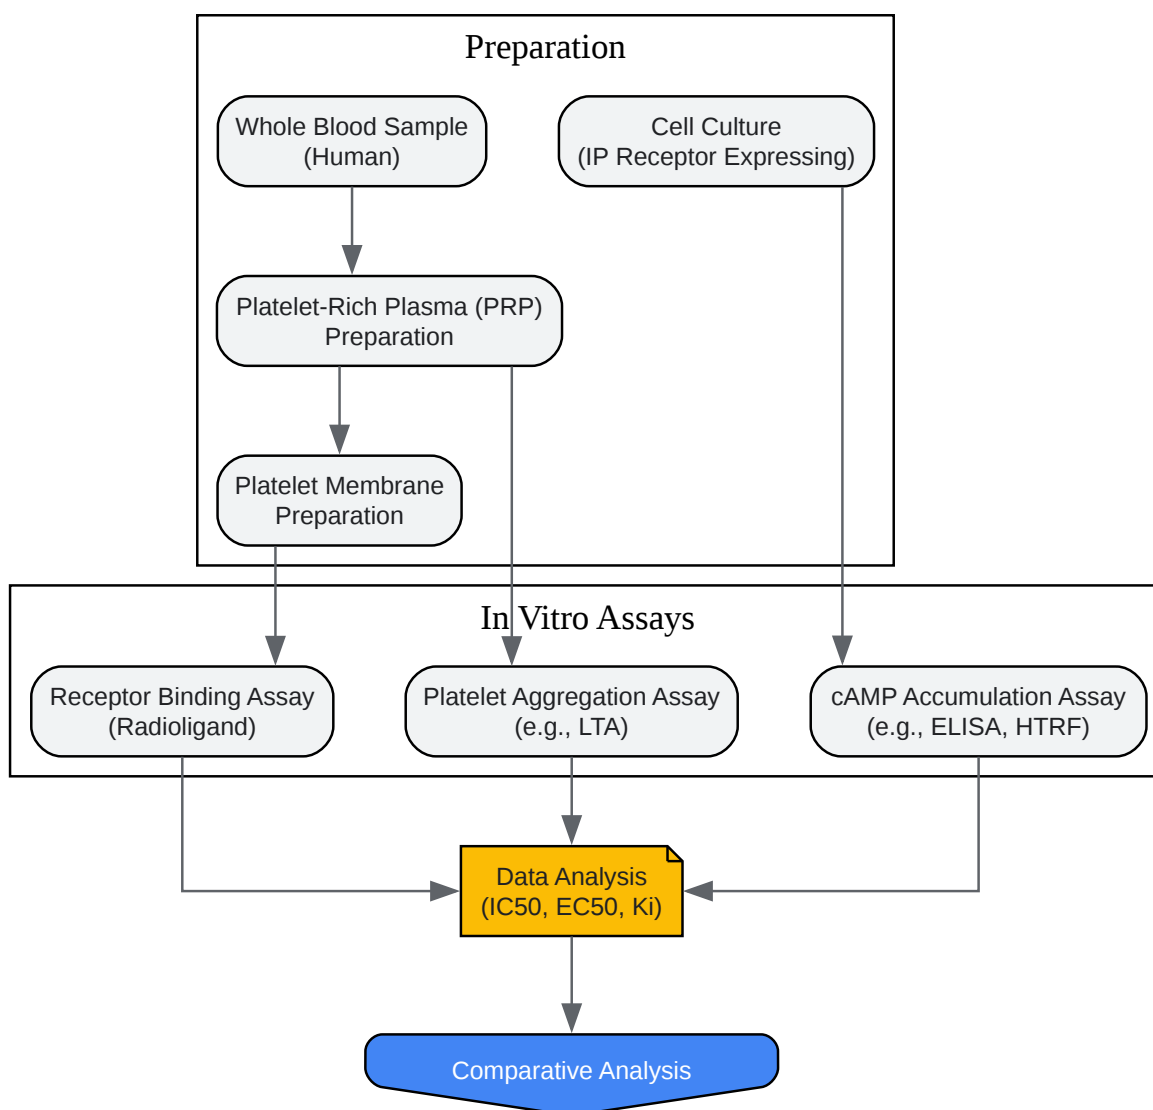 Preparation
Whole Blood Sample
(Human)
Cell Culture
(IP Receptor Expressing)
Platelet-Rich Plasma (PRP)
Preparation
Platelet Membrane
Preparation
In Vitro Assays
Receptor Binding Assay
(Radioligand)
Platelet Aggregation Assay
(e.g., LTA)
cAMP Accumulation Assay
(e.g., ELISA, HTRF)
Data Analysis
(IC50, EC50, Ki)
Comparative Analysis